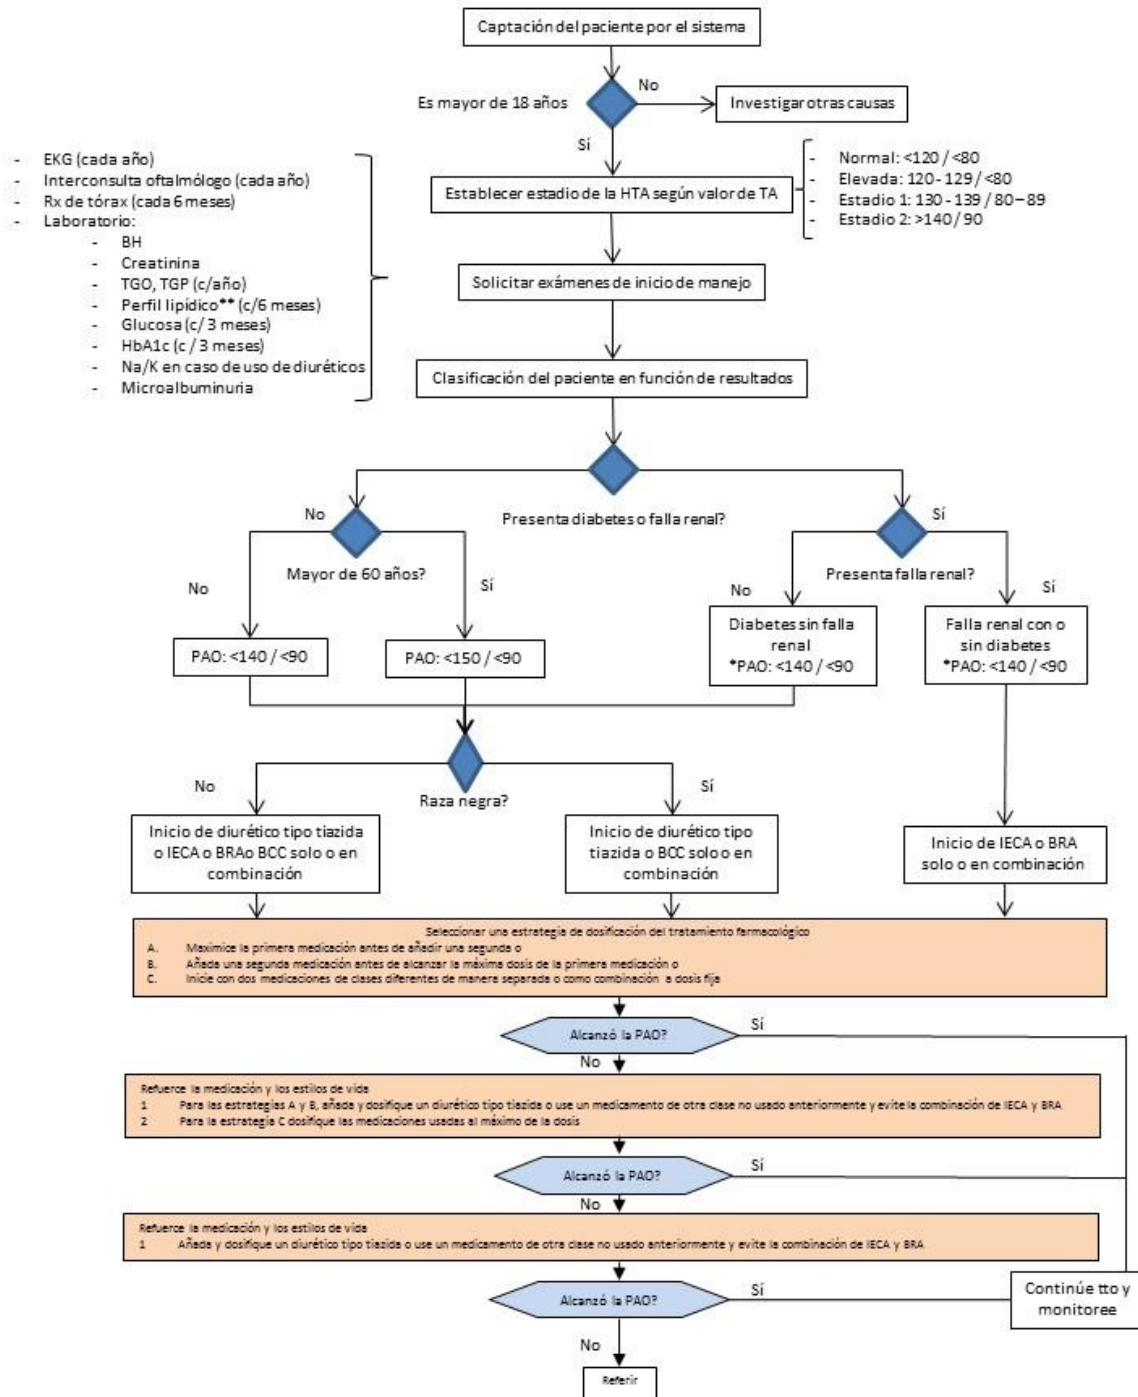 Captación del paciente por el sistema
Es mayor de 18 años
No
Investigar otras causas
Sí
- EKG (cada año)
- Interconsulta oftalmólogo (cada año)
- Rx de tórax (cada 6 meses)
- Laboratorio:
- BH
- Creatinina
- TGO, TGP (c/año)
- Perfil lipídico** (c/6 meses)
- Glucosa (c/ 3 meses)
- HbA1c (c / 3 meses)
- Na/K en caso de uso de diuréticos
- Microalbuminuria
Establecer estadio de la HTA según valor de TA
- Normal: <120 / <80
- Elevada: 120 - 129 / <80
- Estadio 1: 130 - 139 / 80 – 89
- Estadio 2: >140 / 90
Solicitar exámenes de inicio de manejo
Clasificación del paciente en función de resultados
Presenta diabetes o falla renal?
No
Sí
Mayor de 60 años?
Presenta falla renal?
No
Sí
No
Sí
PAO: <140 / <90
PAO: <150 / <90
Diabetes sin falla
renal
*PAO: <140 / <90
Falla renal con o
sin diabetes
*PAO: <140 / <90
Raza negra?
No
Sí
Inicio de diurético tipo tiazida
o IECA o BRAo BCC solo o en
combinación
Inicio de diurético tipo
tiazida o BCC solo o en
combinación
Inicio de IECA o BRA
solo o en combinación
Seleccionar una estrategia de dosificación del tratamiento farmacológico
A. Maximice la primera medicación antes de añadir una segunda o
B. Añada una segunda medicación antes de alcanzar la máxima dosis de la primera medicación o
C. Inicie con dos medicaciones de clases diferentes de manera separada o como combinación a dosis fija
Alcanzó la PAO?
Sí
No
Refuerce la medicación y los estilos de vida
1 Para las estrategias A y B, añada y dosifique un diurético tipo tiazida o use un medicamento de otra clase no usado anteriormente y evite la combinación de IECA y BRA
2 Para la estrategia C dosifique las medicaciones usadas al máximo de la dosis
Alcanzó la PAO?
Sí
No
Refuerce la medicación y los estilos de vida
1 Añada y dosifique un diurético tipo tiazida o use un medicamento de otra clase no usado anteriormente y evite la combinación de IECA y BRA
Alcanzó la PAO?
Sí
Continúe tto y
monitoree
No
Referir